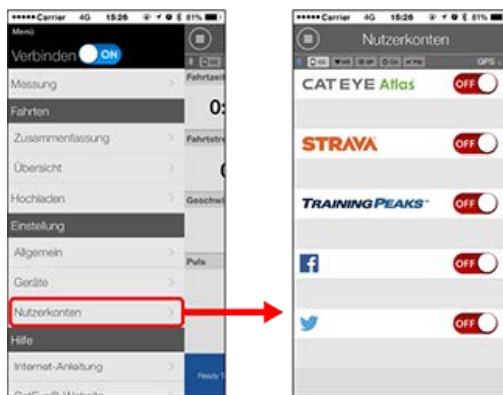 Carrier 4G 15:26 81%
Menü
Verbinden ON
Messung
Fahrten
Zusammenfassung
Übersicht
Hochladen
Einstellung
Allgemein
Geräte
Nutzerkonten
Hilfe
Internet-Anleitung
CatEye® Website
Fahrtzeit
0:
Fahrtstre
Geschwi
Puls
Ready T
Carrier 4G 15:26 81%
Nutzerkonten
GPS
CATEYE Atlas OFF
STRAVA OFF
TRAININGPEAKS OFF
OFF
OFF